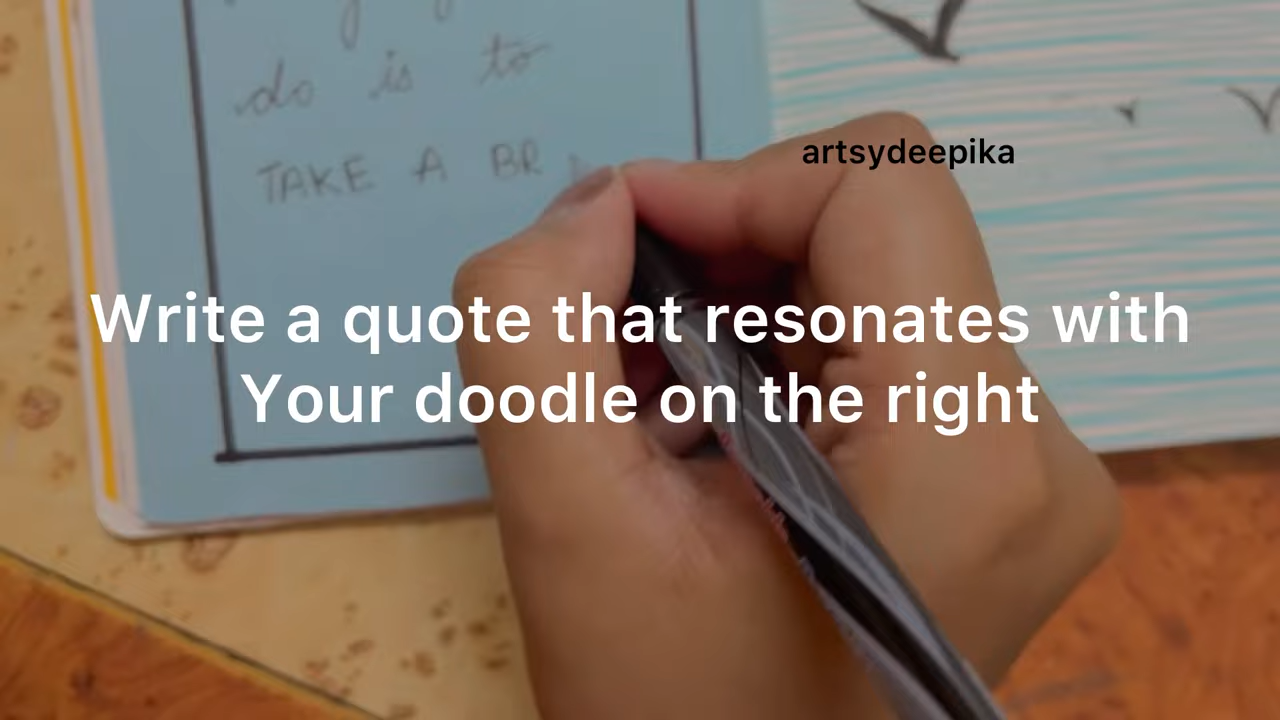 do is to
TAKE A BR
artsydeepika
Write a quote that resonates with
Your doodle on the right